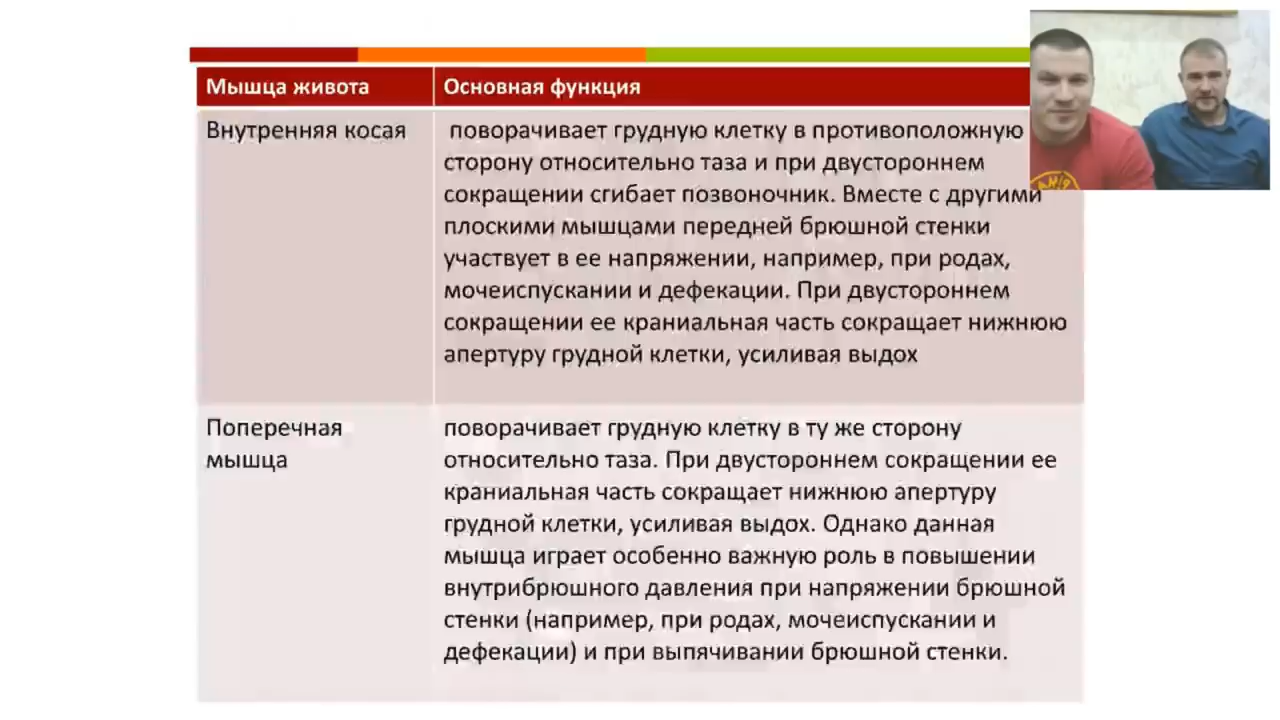 Мышца живота
Основная функция
Внутренняя косая
поворачивает грудную клетку в противоположную
сторону относительно таза и при двустороннем
сокращении сгибает позвоночник. Вместе с другими
плоскими мышцами передней брюшной стенки
участвует в ее напряжении, например, при родах,
мочеиспускании и дефекации. При двустороннем
сокращении ее краниальная часть сокращает нижнюю
апертуру грудной клетки, усиливая выдох
Поперечная
мышца
поворачивает грудную клетку в ту же сторону
относительно таза. При двустороннем сокращении ее
краниальная часть сокращает нижнюю апертуру
грудной клетки, усиливая выдох. Однако данная
мышца играет особенно важную роль в повышении
внутрибрюшного давления при напряжении брюшной
стенки (например, при родах, мочеиспускании и
дефекации) и при выпячивании брюшной стенки.